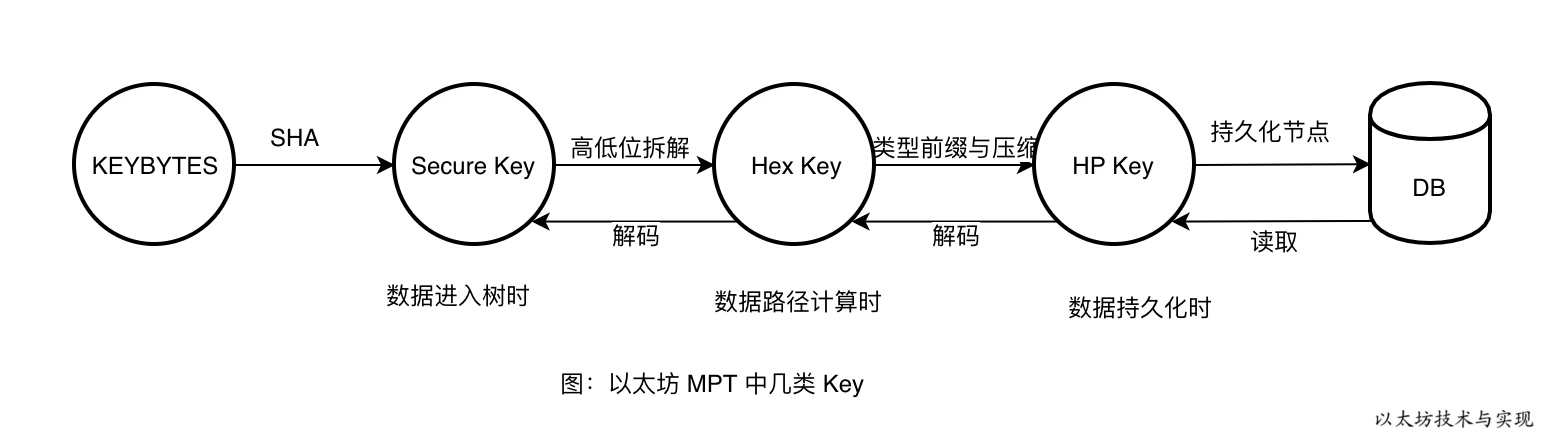 SHA
高低位拆解
类型前缀与压缩
持久化节点
KEYBYTES
Secure Key
Hex Key
HP Key
DB
解码
解码
读取
数据进入树时
数据路径计算时
数据持久化时
图：以太坊 MPT 中几类 Key
以太坊技术与实现